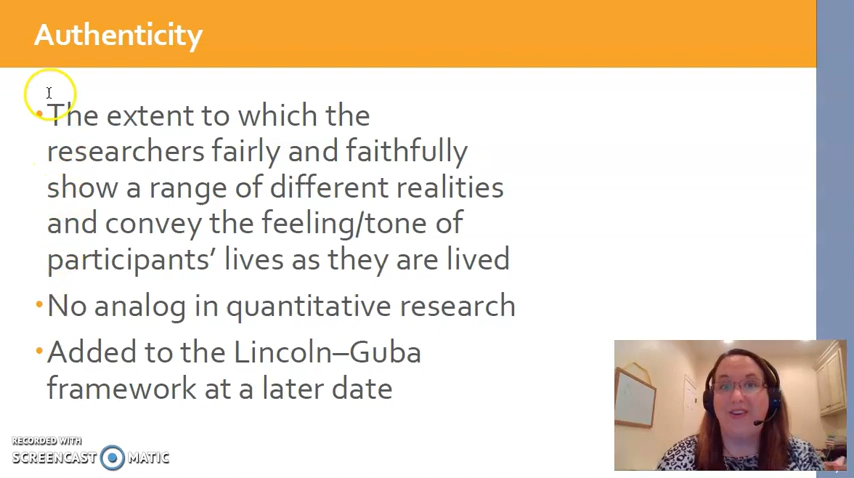 Authenticity
•The extent to which the
researchers fairly and faithfully
show a range of different realities
and convey the feeling/tone of
participants’ lives as they are lived
•No analog in quantitative research
•Added to the Lincoln–Guba
framework at a later date
RECORDED WITH
SCREENCAST MATIC